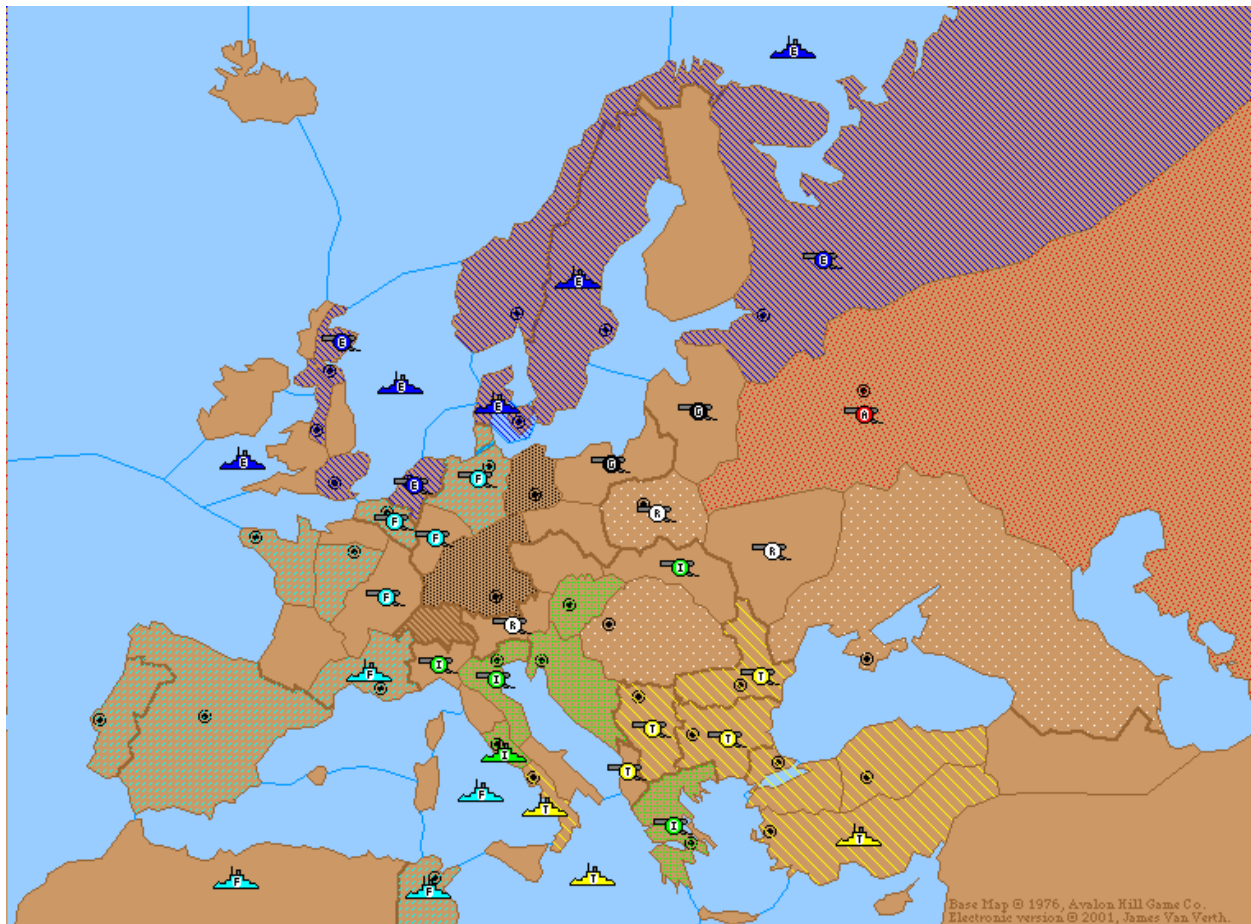 E
E
E
E
E
E
G
A
E
G
F
E
R
F
F
R
I
F
R
I
F
I
T
I
T
T
I
T
F
T
I
T
T
F
F
Base Map © 1976, Avalon Hill Game Co.
Electronic version © 2001, James Van Verth.